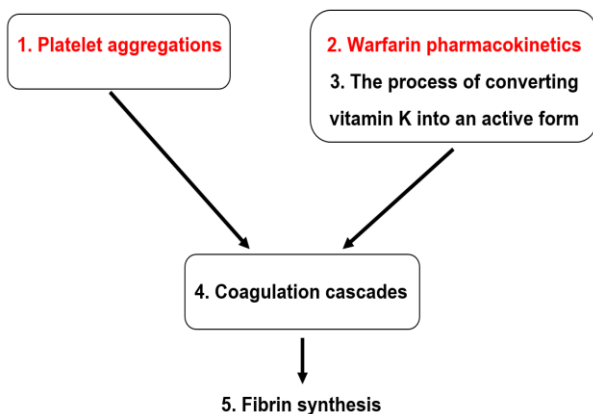 1. Platelet aggregations
2. Warfarin pharmacokinetics
3. The process of converting
vitamin K into an active form
4. Coagulation cascades
5. Fibrin synthesis